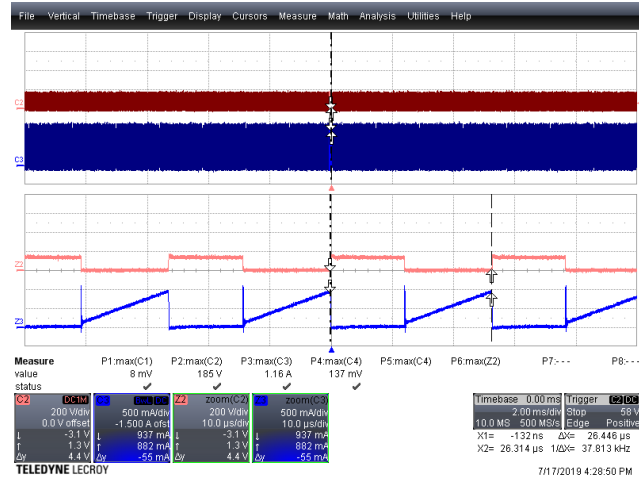 File Vertical Timebase Trigger Display Cursors Measure Math Analysis Utilities Help
C2
C3
Z2
Z3
Measure P1:max(C1) P2:max(C2) P3:max(C3) P4:max(C4) P5:max(C4) P6:max(Z2) P7:--- P8:---
value 8 mV 185 V 1.16 A 137 mV
status
C2 DC1M Z2 zoom(C2) zoom(C3) Timebase 0.00 ms Trigger C2 DC
200 V/div 500 mA/div 200 V/div 500 mA/div 2.00 ms/div Stop 58 V
0.0 V offset -1.500 A ofst 10.0 µs/div 10.0 µs/div 10.0 MS 500 MS/s Edge Positive
↓ -3.1 V ↓ 937 mA ↓ -3.1 V ↓ 937 mA X1= -132 ns ΔX= 26.446 µs
↑ 1.3 V ↑ 882 mA ↑ 1.3 V ↑ 882 mA X2= 26.314 µs 1/ΔX= 37.813 kHz
Δy 4.4 V Δy -55 mA Δy 4.4 V Δy -55 mA
TELEDYNE LECROY 7/17/2019 4:28:50 PM